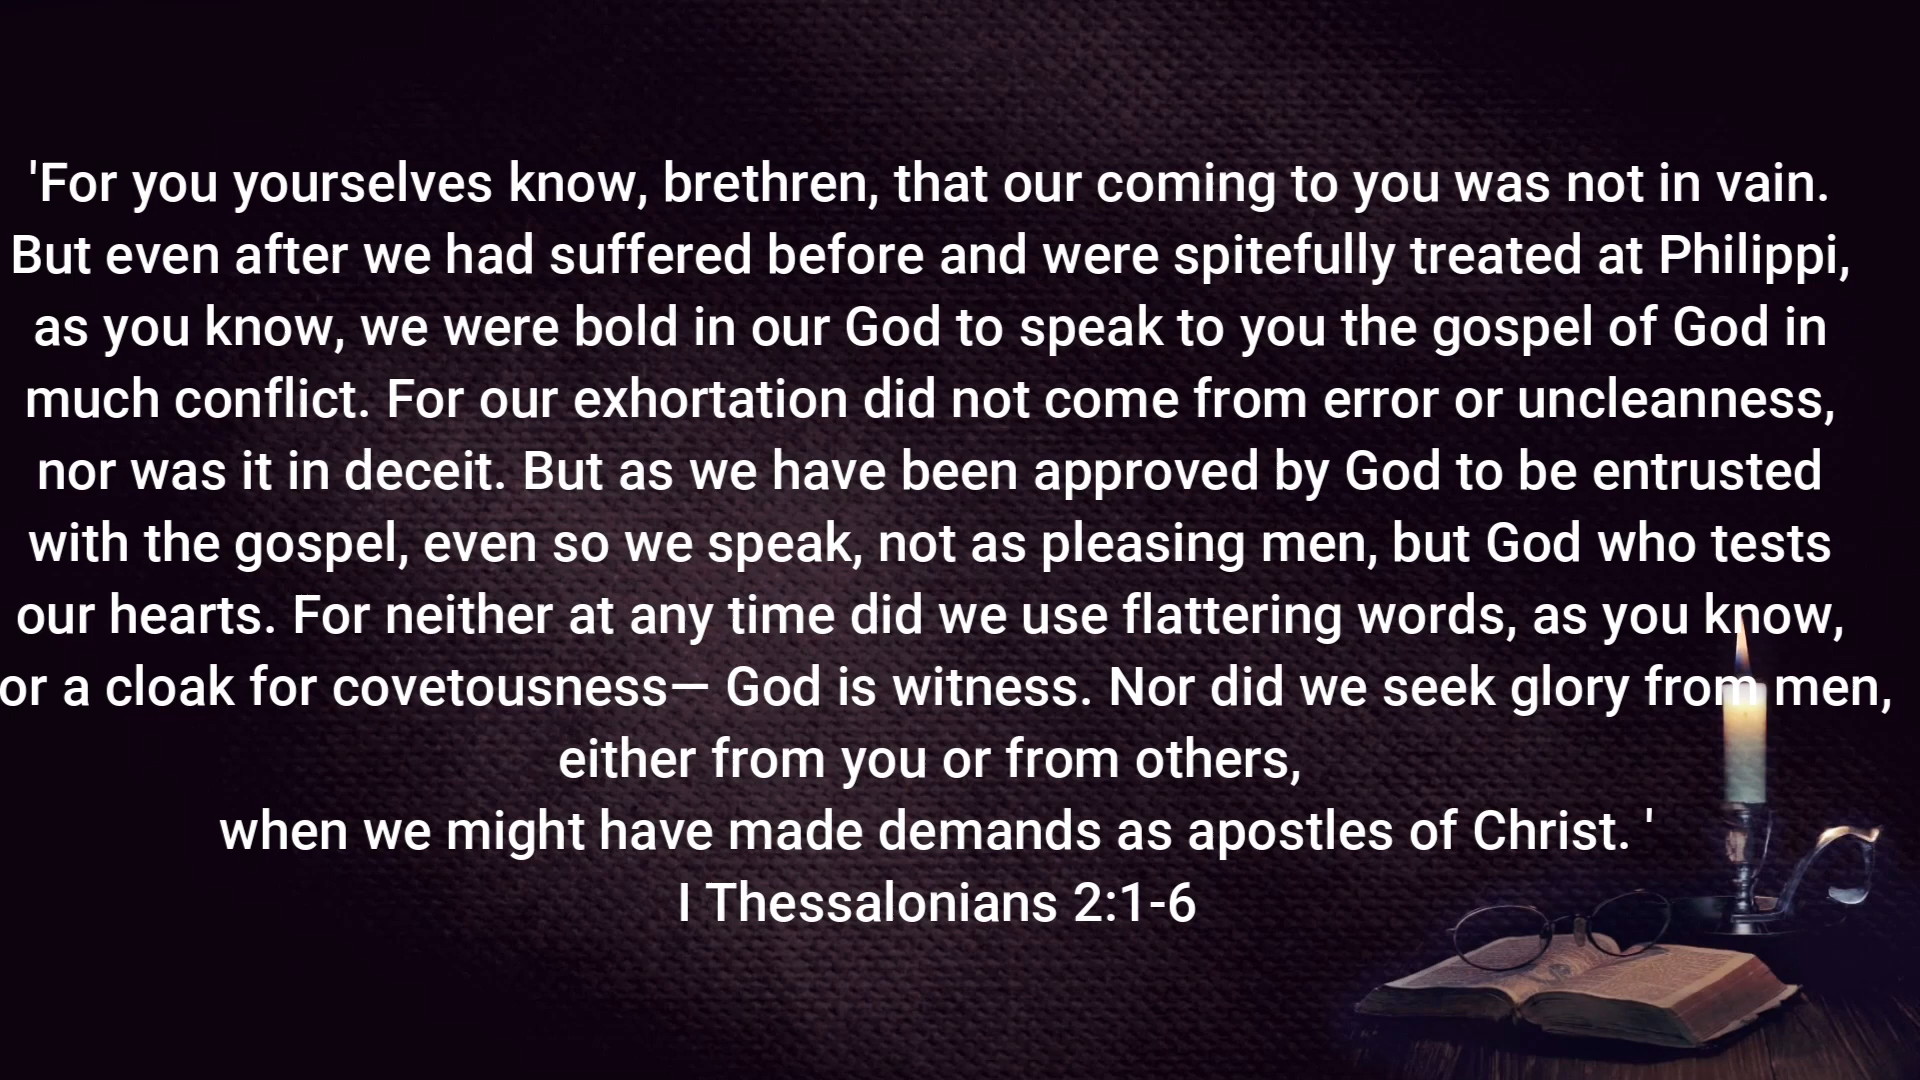 'For you yourselves know, brethren, that our coming to you was not in vain.
But even after we had suffered before and were spitefully treated at Philippi,
as you know, we were bold in our God to speak to you the gospel of God in
much conflict. For our exhortation did not come from error or uncleanness,
nor was it in deceit. But as we have been approved by God to be entrusted
with the gospel, even so we speak, not as pleasing men, but God who tests
our hearts. For neither at any time did we use flattering words, as you know,
or a cloak for covetousness— God is witness. Nor did we seek glory from men,
either from you or from others,
when we might have made demands as apostles of Christ. '
I Thessalonians 2:1-6